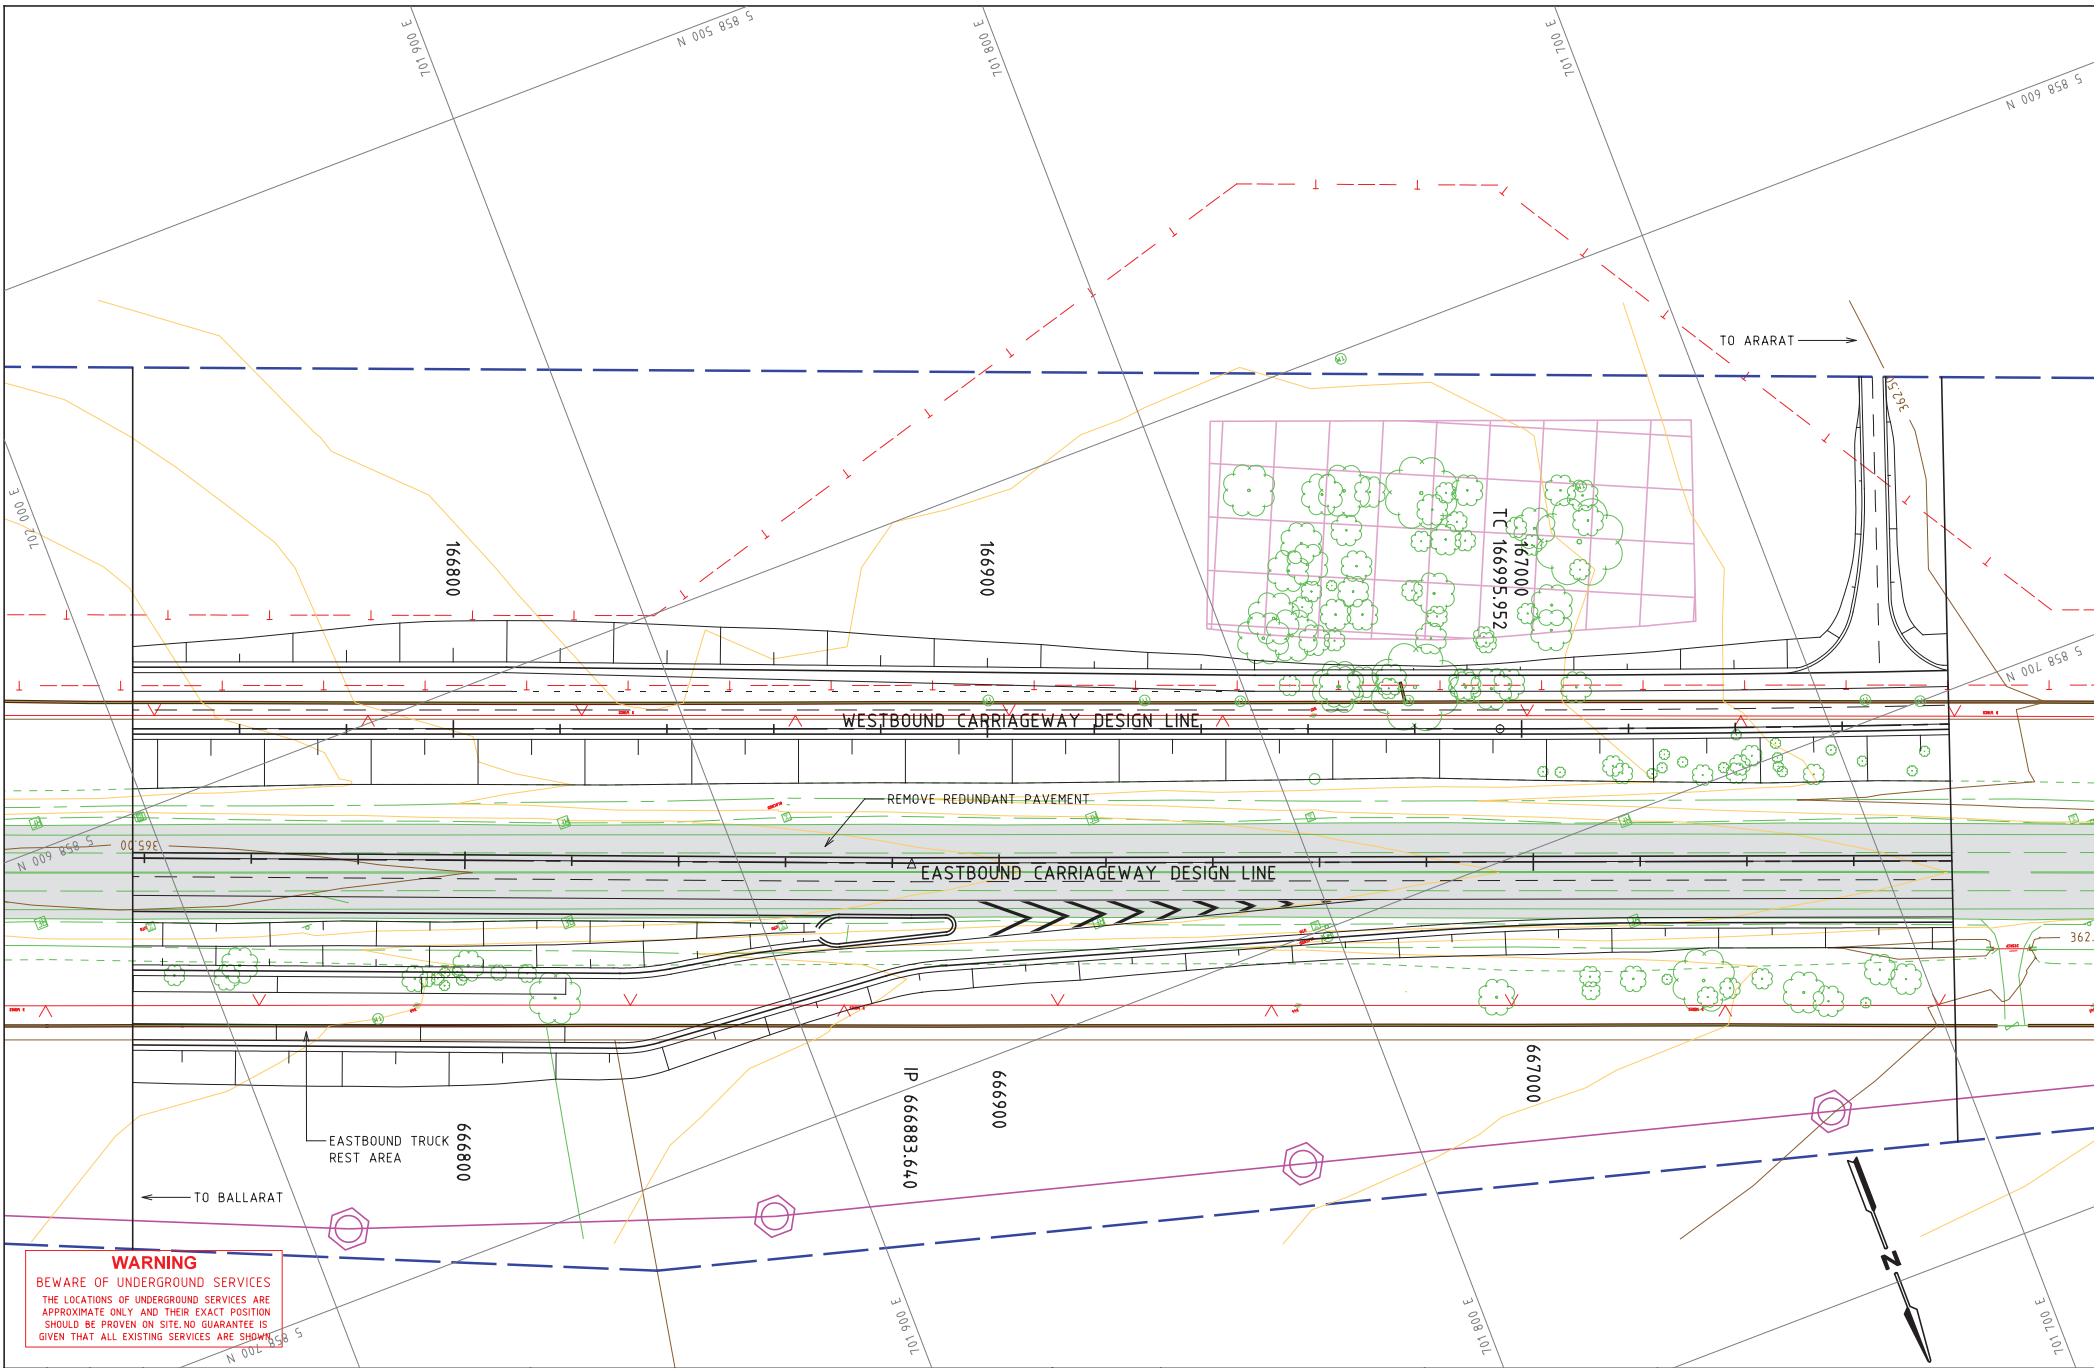 701 900 E
5 858 500 N
701 800 E
701 700 E
5 858 600 N
TO ARARAT
362.50
702 000 E
166800
166900
TC 166995.952
167000
5 858 700 N
WESTBOUND CARRIAGEWAY DESIGN LINE
REMOVE REDUNDANT PAVEMENT
5 858 600 N
365.00
EASTBOUND CARRIAGEWAY DESIGN LINE
362.
666800
IP 666883.640
666900
667000
EASTBOUND TRUCK
REST AREA
TO BALLARAT
WARNING
BEWARE OF UNDERGROUND SERVICES
THE LOCATIONS OF UNDERGROUND SERVICES ARE
APPROXIMATE ONLY AND THEIR EXACT POSITION
SHOULD BE PROVEN ON SITE. NO GUARANTEE IS
GIVEN THAT ALL EXISTING SERVICES ARE SHOWN
5 858 700 N
701 900 E
701 800 E
701 700 E
N